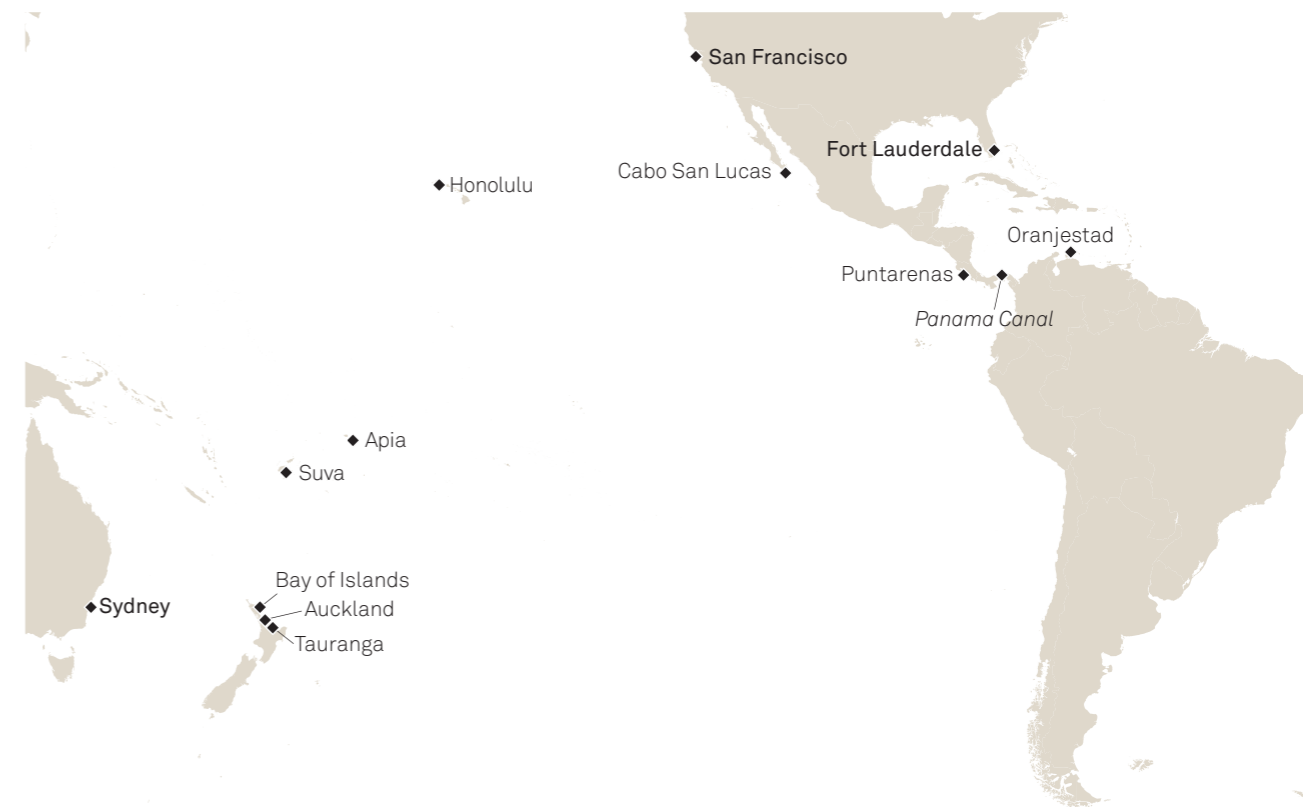 San Francisco
Fort Lauderdale
Cabo San Lucas
Honolulu
Oranjestad
Puntarenas
Panama Canal
Apia
Suva
Bay of Islands
Sydney
Auckland
Tauranga